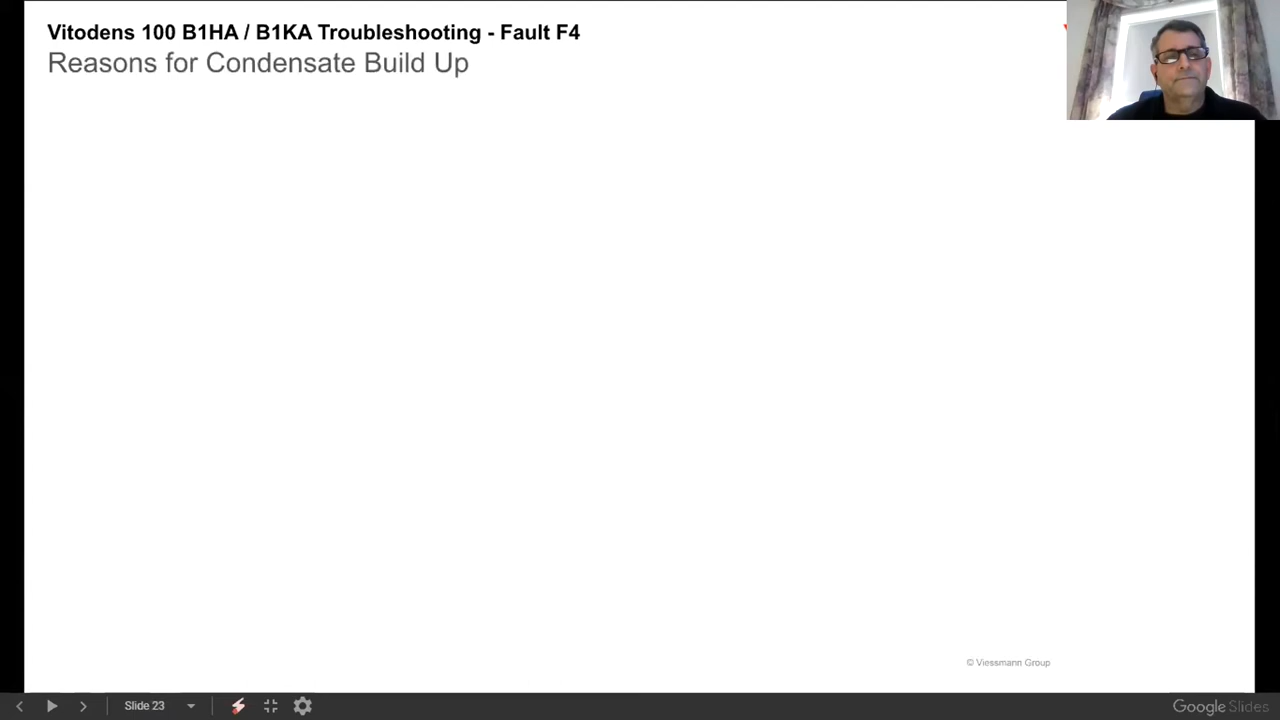 Vitodens 100 B1HA / B1KA Troubleshooting - Fault F4
Reasons for Condensate Build Up
© Viessmann Group
Slide 23
Google Slides